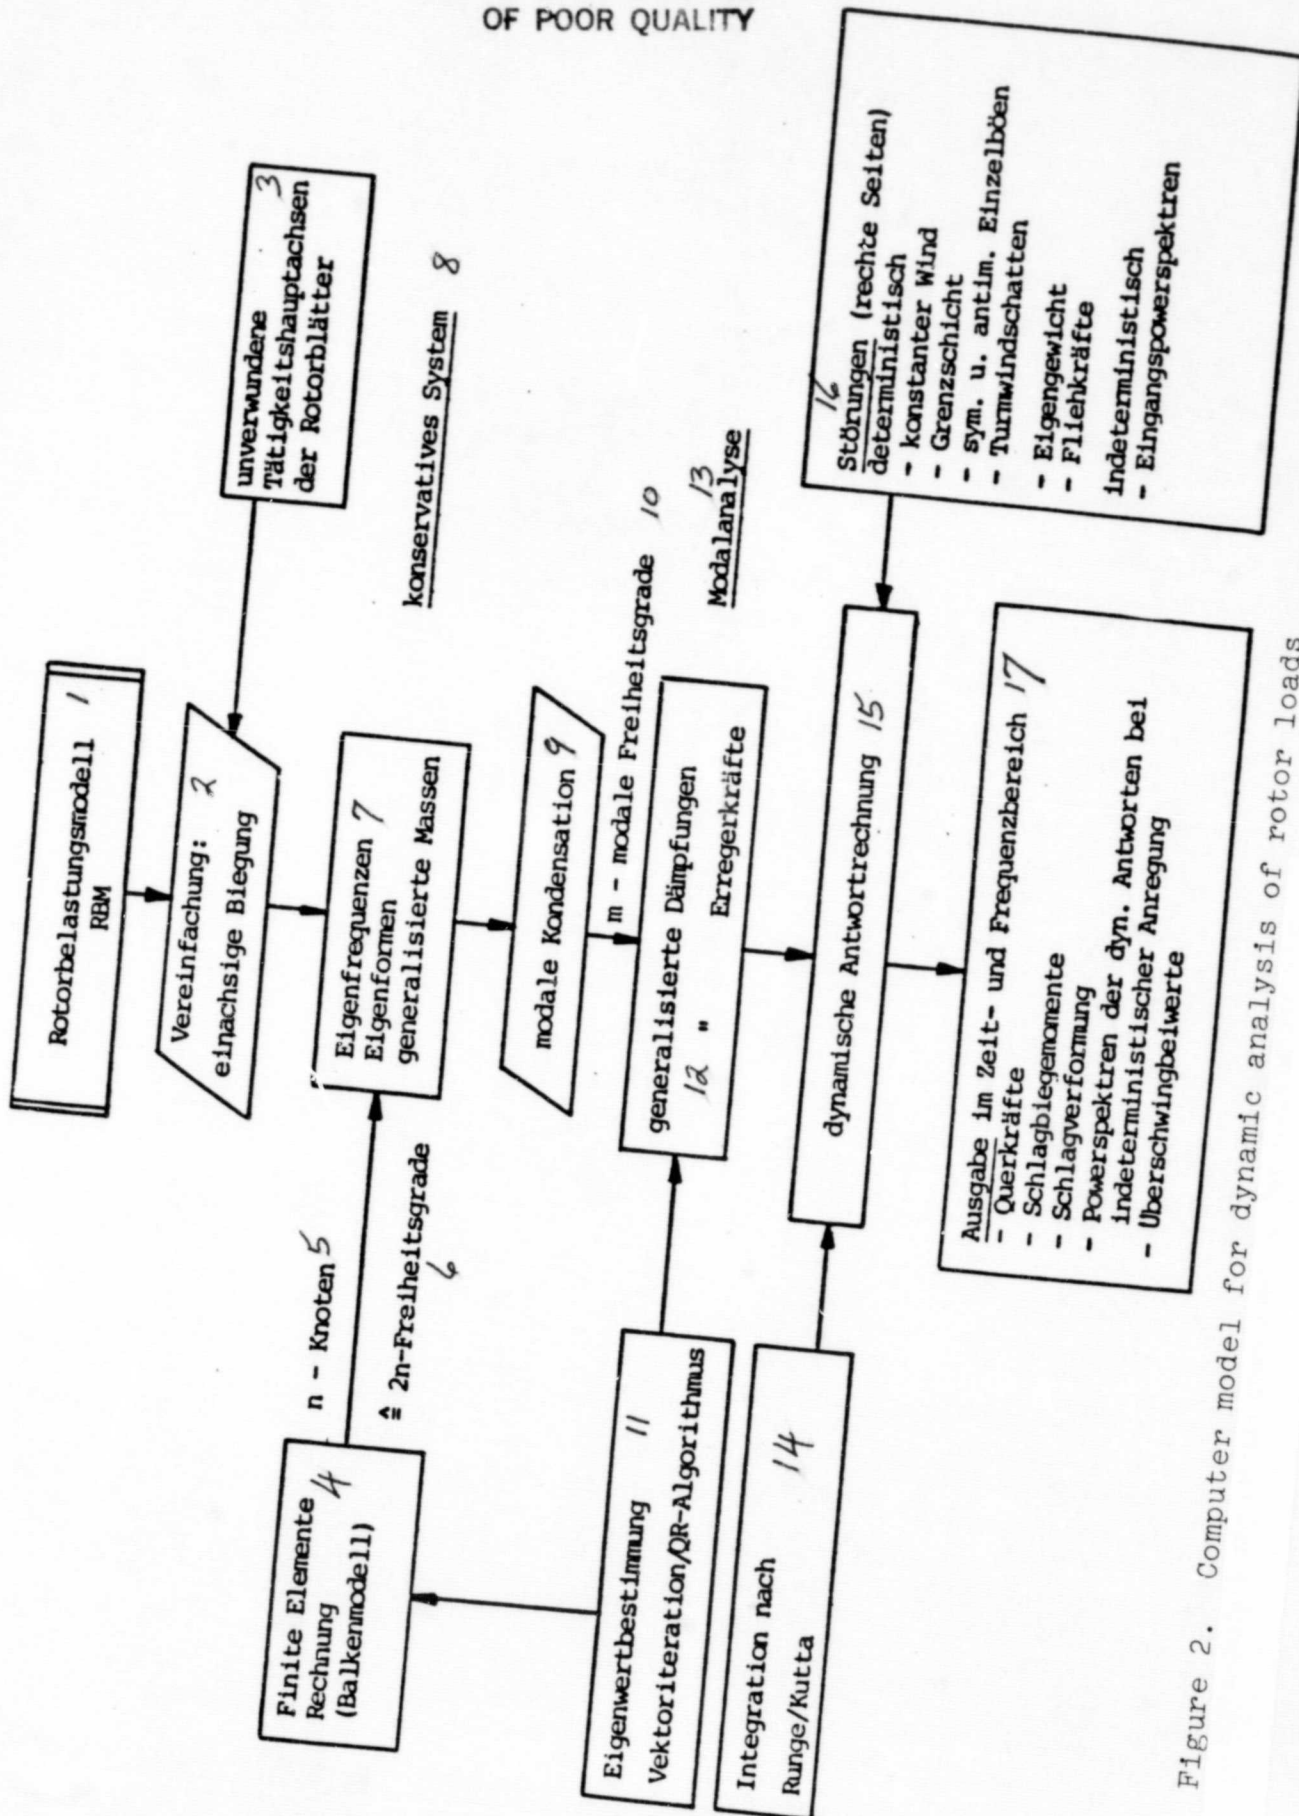 OF POOR QUALITY
Rotorbelastungsmodell 1
RBM
Vereinfachung: 2
einachsige Biegung
unverwundene 3
Tätigkeitshauptachsen
der Rotorblätter
Finite Elemente
Rechnung 4
(Balkenmodell)
n - Knoten 5
≙ 2n-Freiheitsgrade
6
Eigenfrequenzen 7
Eigenformen
generalisierte Massen
konservatives System 8
modale Kondensation 9
m - modale Freiheitsgrade 10
Eigenwertbestimmung 11
Vektoriteration/QR-Algorithmus
generalisierte Dämpfungen
12 " Erregerkräfte
13
Modalanalyse
Integration nach
Runge/Kutta 14
dynamische Antwortrechnung 15
16
Störungen (rechte Seiten)
deterministisch
- konstanter Wind
- Grenzschicht
- sym. u. antim. Einzelböen
- Turmwindschatten
- Eigengewicht
- Fliehkräfte
indeterministisch
- Eingangspowerspektren
Ausgabe im Zeit- und Frequenzbereich 17
- Querkräfte
- Schlagbiegemomente
- Schlagverformung
- Powerspektren der dyn. Antworten bei
indeterministischer Anregung
- Überschwingbeiwerte
Figure 2. Computer model for dynamic analysis of rotor loads